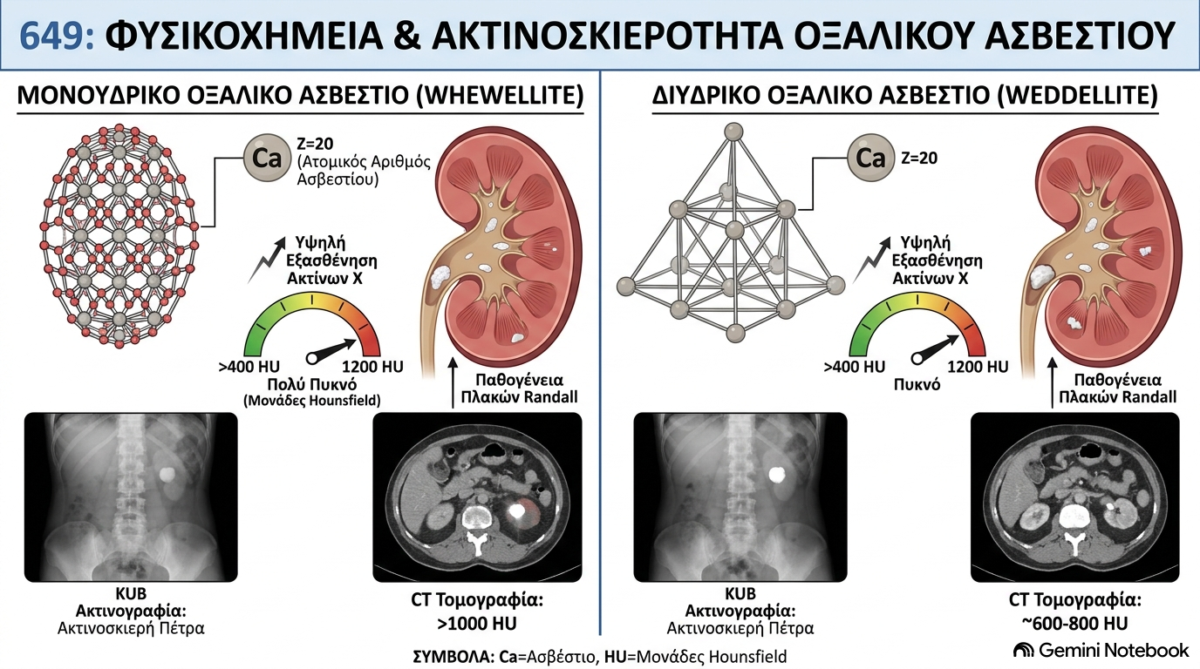 649: ΦΥΣΙΚΟΧΗΜΕΙΑ & ΑΚΤΙΝΟΣΚΙΕΡΟΤΗΤΑ ΟΞΑΛΙΚΟΥ ΑΣΒΕΣΤΙΟΥ
ΜΟΝΟΥΔΡΙΚΟ ΟΞΑΛΙΚΟ ΑΣΒΕΣΤΙΟ (WHEWELLITE)
Ca
Z=20
(Ατομικός Αριθμός
Ασβεστίου)
Υψηλή
Εξασθένηση
Ακτίνων Χ
>400 HU
1200 HU
Πολύ Πυκνό
(Μονάδες Hounsfield)
Παθογένεια
Πλακών Randall
KUB
Ακτινογραφία:
Ακτινοσκιερή Πέτρα
CT Τομογραφία:
>1000 HU
ΔΙΥΔΡΙΚΟ ΟΞΑΛΙΚΟ ΑΣΒΕΣΤΙΟ (WEDDELLITE)
Ca
Z=20
Υψηλή
Εξασθένηση
Ακτίνων Χ
>400 HU
1200 HU
Πυκνό
Παθογένεια
Πλακών Randall
KUB
Ακτινογραφία:
Ακτινοσκιερή Πέτρα
CT Τομογραφία:
~600-800 HU
ΣΥΜΒΟΛΑ: Ca=Ασβέστιο, HU=Μονάδες Hounsfield
Gemini Notebook